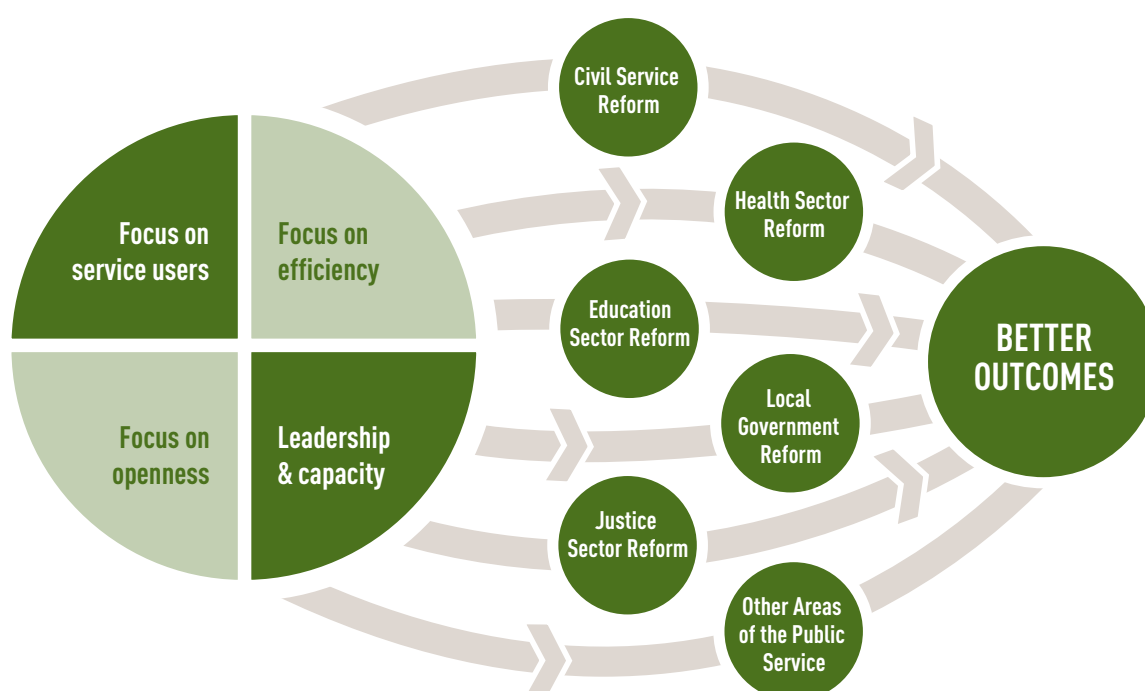 Focus on
service users
Focus on
efficiency
Focus on
openness
Leadership
& capacity
Civil Service
Reform
Health Sector
Reform
Education
Sector Reform
Local
Government
Reform
Justice
Sector Reform
Other Areas
of the Public
Service
BETTER
OUTCOMES